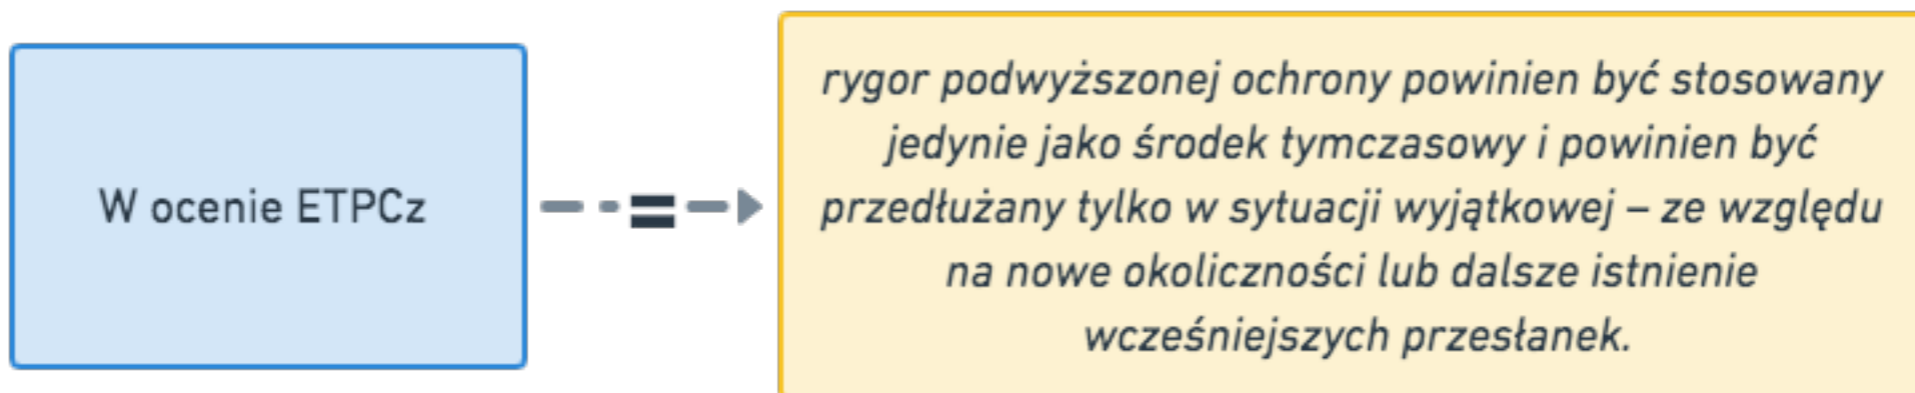 W ocenie ETPCz
=
rygor podwyższonej ochrony powinien być stosowany
jedynie jako środek tymczasowy i powinien być
przedłużany tylko w sytuacji wyjątkowej – ze względu
na nowe okoliczności lub dalsze istnienie
wcześniejszych przesłanek.